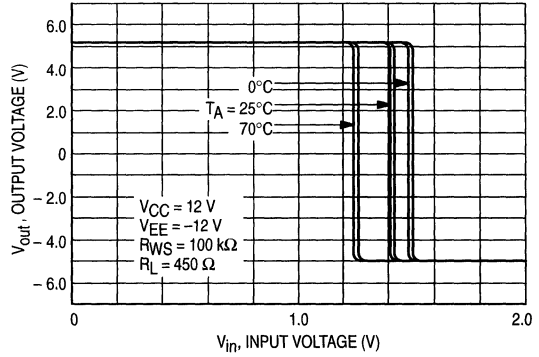 6.0
4.0
2.0
0
– 2.0
– 4.0
– 6.0
Vout, OUTPUT VOLTAGE (V)
0°C
TA = 25°C
70°C
VCC = 12 V
VEE = –12 V
RWS = 100 kΩ
RL = 450 Ω
0
1.0
2.0
Vin, INPUT VOLTAGE (V)